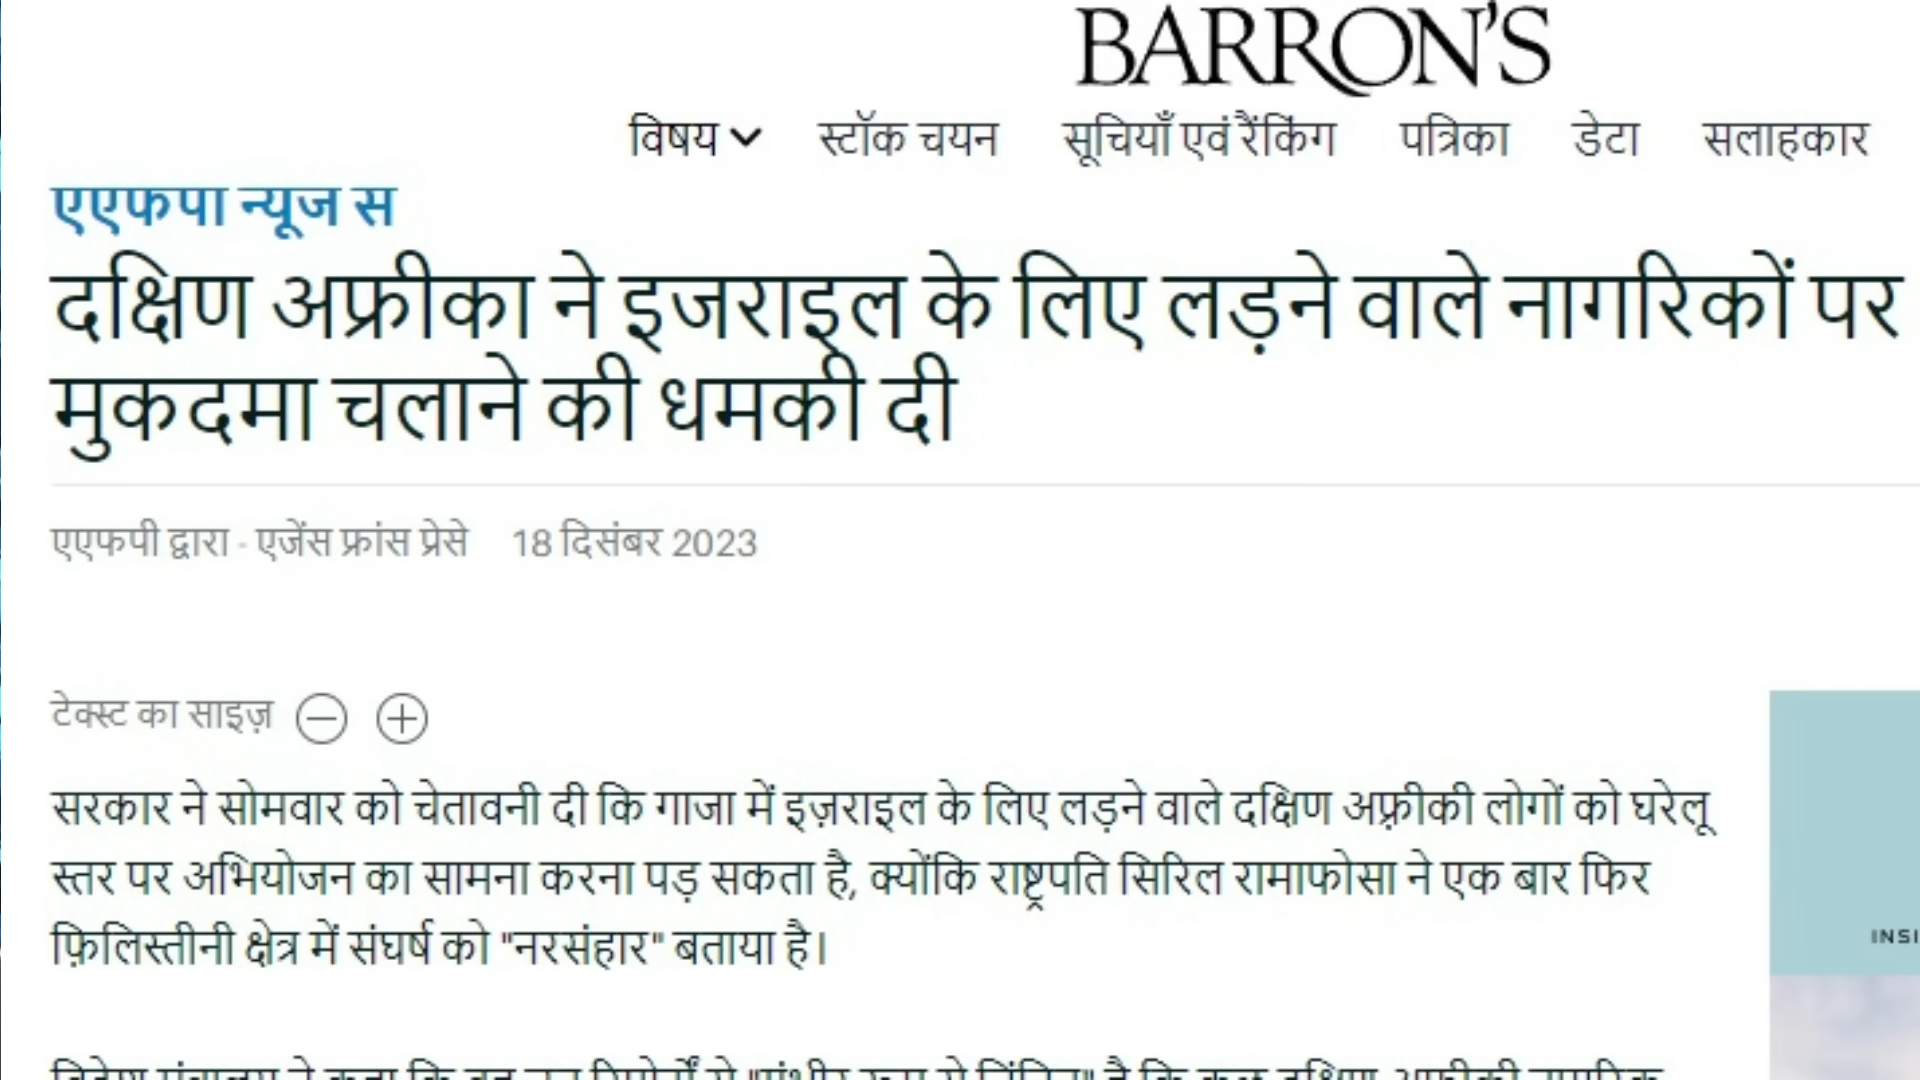 BARRON'S
विषय स्टॉक चयन सूचियाँ एवं रैंकिंग पत्रिका डेटा सलाहकार
एएफपी न्यूज स
दक्षिण अफ्रीका ने इजराइल के लिए लड़ने वाले नागरिकों पर
मुकदमा चलाने की धमकी दी
एएफपी द्वारा - एजेंस फ्रांस प्रेसे 18 दिसंबर 2023
टेक्स्ट का साइज़
सरकार ने सोमवार को चेतावनी दी कि गाजा में इज़राइल के लिए लड़ने वाले दक्षिण अफ़्रीकी लोगों को घरेलू
स्तर पर अभियोजन का सामना करना पड़ सकता है, क्योंकि राष्ट्रपति सिरिल रामाफोसा ने एक बार फिर
फ़िलिस्तीनी क्षेत्र में संघर्ष को "नरसंहार" बताया है।
INSI